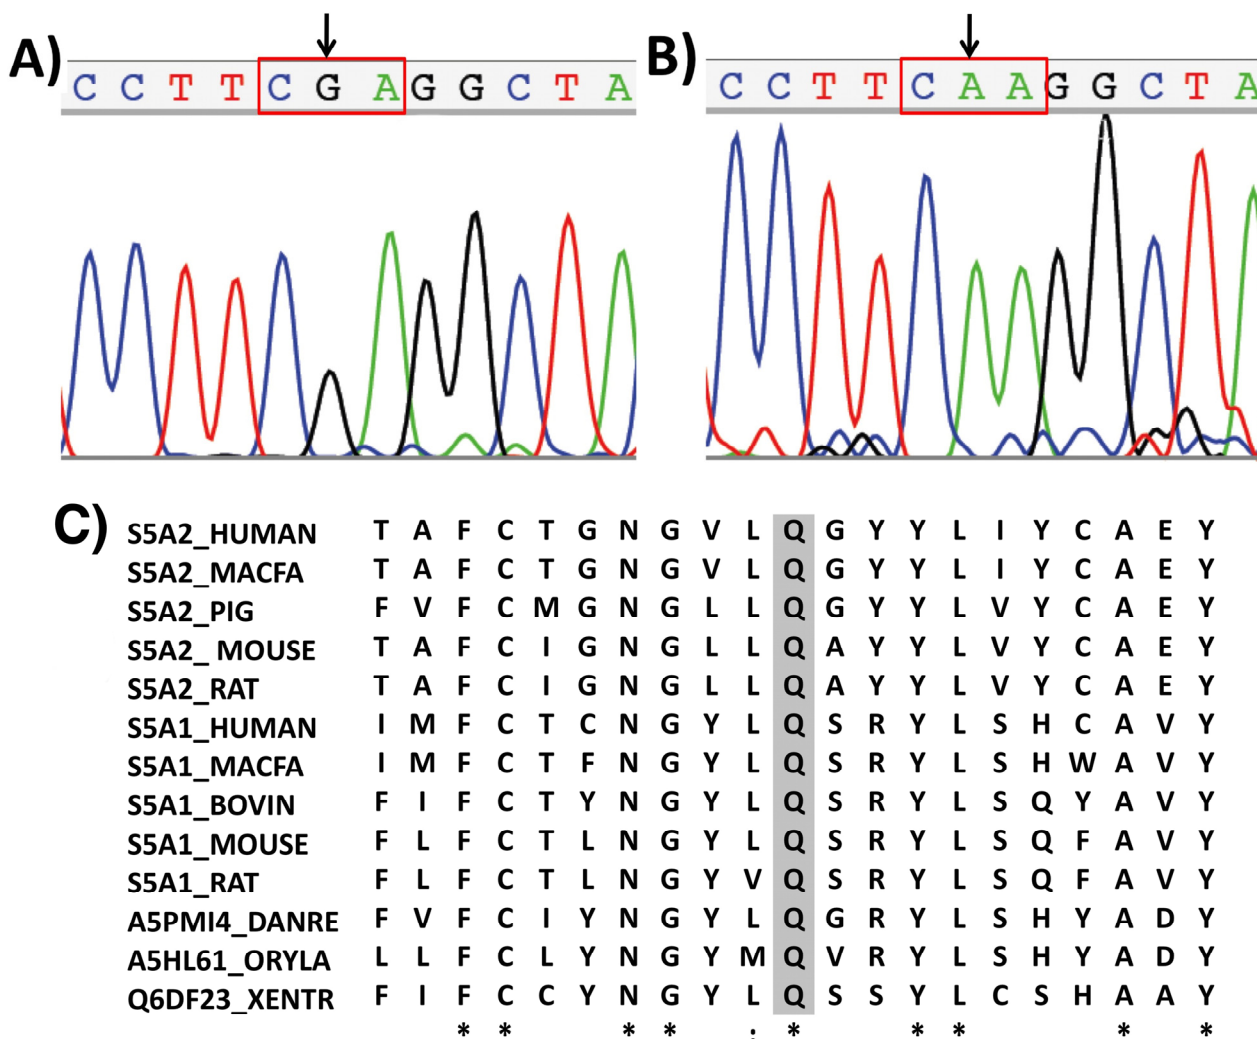 A) B)
C C T T C G A G G C T A
C C T T C A A G G C T A
C)
S5A2_HUMAN T A F C T G N G V L Q G Y Y L I Y C A E Y
S5A2_MACFA T A F C T G N G V L Q G Y Y L I Y C A E Y
S5A2_PIG F V F C M G N G L L Q G Y Y L V Y C A E Y
S5A2_ MOUSE T A F C I G N G L L Q A Y Y L V Y C A E Y
S5A2_RAT T A F C I G N G L L Q A Y Y L V Y C A E Y
S5A1_HUMAN I M F C T C N G Y L Q S R Y L S H C A V Y
S5A1_MACFA I M F C T F N G Y L Q S R Y L S H W A V Y
S5A1_BOVIN F I F C T Y N G Y L Q S R Y L S Q Y A V Y
S5A1_MOUSE F L F C T L N G Y L Q S R Y L S Q F A V Y
S5A1_RAT F L F C T L N G Y V Q S R Y L S Q F A V Y
A5PMI4_DANRE F V F C I Y N G Y L Q G R Y L S H Y A D Y
A5HL61_ORYLA L L F C L Y N G Y M Q V R Y L S H Y A D Y
Q6DF23_XENTR F I F C C Y N G Y L Q S S Y L C S H A A Y
* * * * : * * * * *